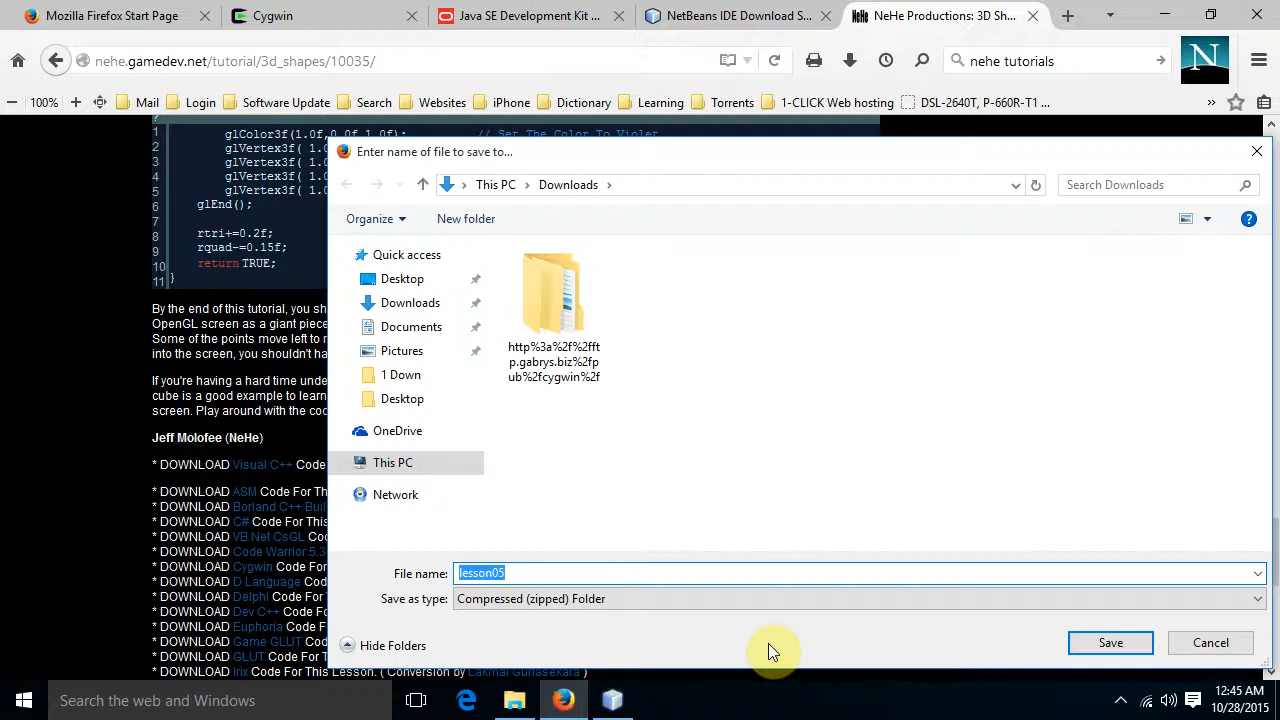 Mozilla Firefox Start Page
Cygwin
Java SE Development Kit ...
NetBeans IDE Download S...
NeHe Productions: 3D Sh...
nehe.gamedev.net/tutorial/3d_shapes/10035/
nehe tutorials
100%
Mail
Login
Software Update
Search
Websites
iPhone
Dictionary
Learning
Torrents
1-CLICK Web hosting
DSL-2640T, P-660R-T1 ...
?
1 glColor3f(1.0f,0.0f,1.0f); // Set The Color To Violet
2 glVertex3f( 1.0
3 glVertex3f( 1.0
4 glVertex3f( 1.0
5 glVertex3f( 1.0
6 glEnd();
7
8 rtri+=0.2f;
9 rquad-=0.15f;
10 return TRUE;
11 }
By the end of this tutorial, you sho
OpenGL screen as a giant piece
Some of the points move left to r
into the screen, you shouldn't ha
If you're having a hard time unde
cube is a good example to learn
screen. Play around with the cod
Jeff Molofee (NeHe)
* DOWNLOAD Visual C++ Code
* DOWNLOAD ASM Code For Th
* DOWNLOAD Borland C++ Buil
* DOWNLOAD C# Code For This
* DOWNLOAD VB.Net CsGL Cod
* DOWNLOAD Code Warrior 5.3
* DOWNLOAD Cygwin Code For
* DOWNLOAD D Language Code
* DOWNLOAD Delphi Code For T
* DOWNLOAD Dev C++ Code Fo
* DOWNLOAD Euphoria Code F
* DOWNLOAD Game GLUT Code
* DOWNLOAD GLUT Code For Th
* DOWNLOAD Irix Code For This Lesson. ( Conversion by Lakmal Gunasekara )
Enter name of file to save to...
This PC
Downloads
Search Downloads
Organize
New folder
Quick access
Desktop
Downloads
Documents
Pictures
1 Down
Desktop
OneDrive
This PC
Network
http%3a%2f%2fft
p.gabrys.biz%2fp
ub%2fcygwin%2f
File name: lesson05
Save as type: Compressed (zipped) Folder
Hide Folders
Save
Cancel
Search the web and Windows
12:45 AM
10/28/2015